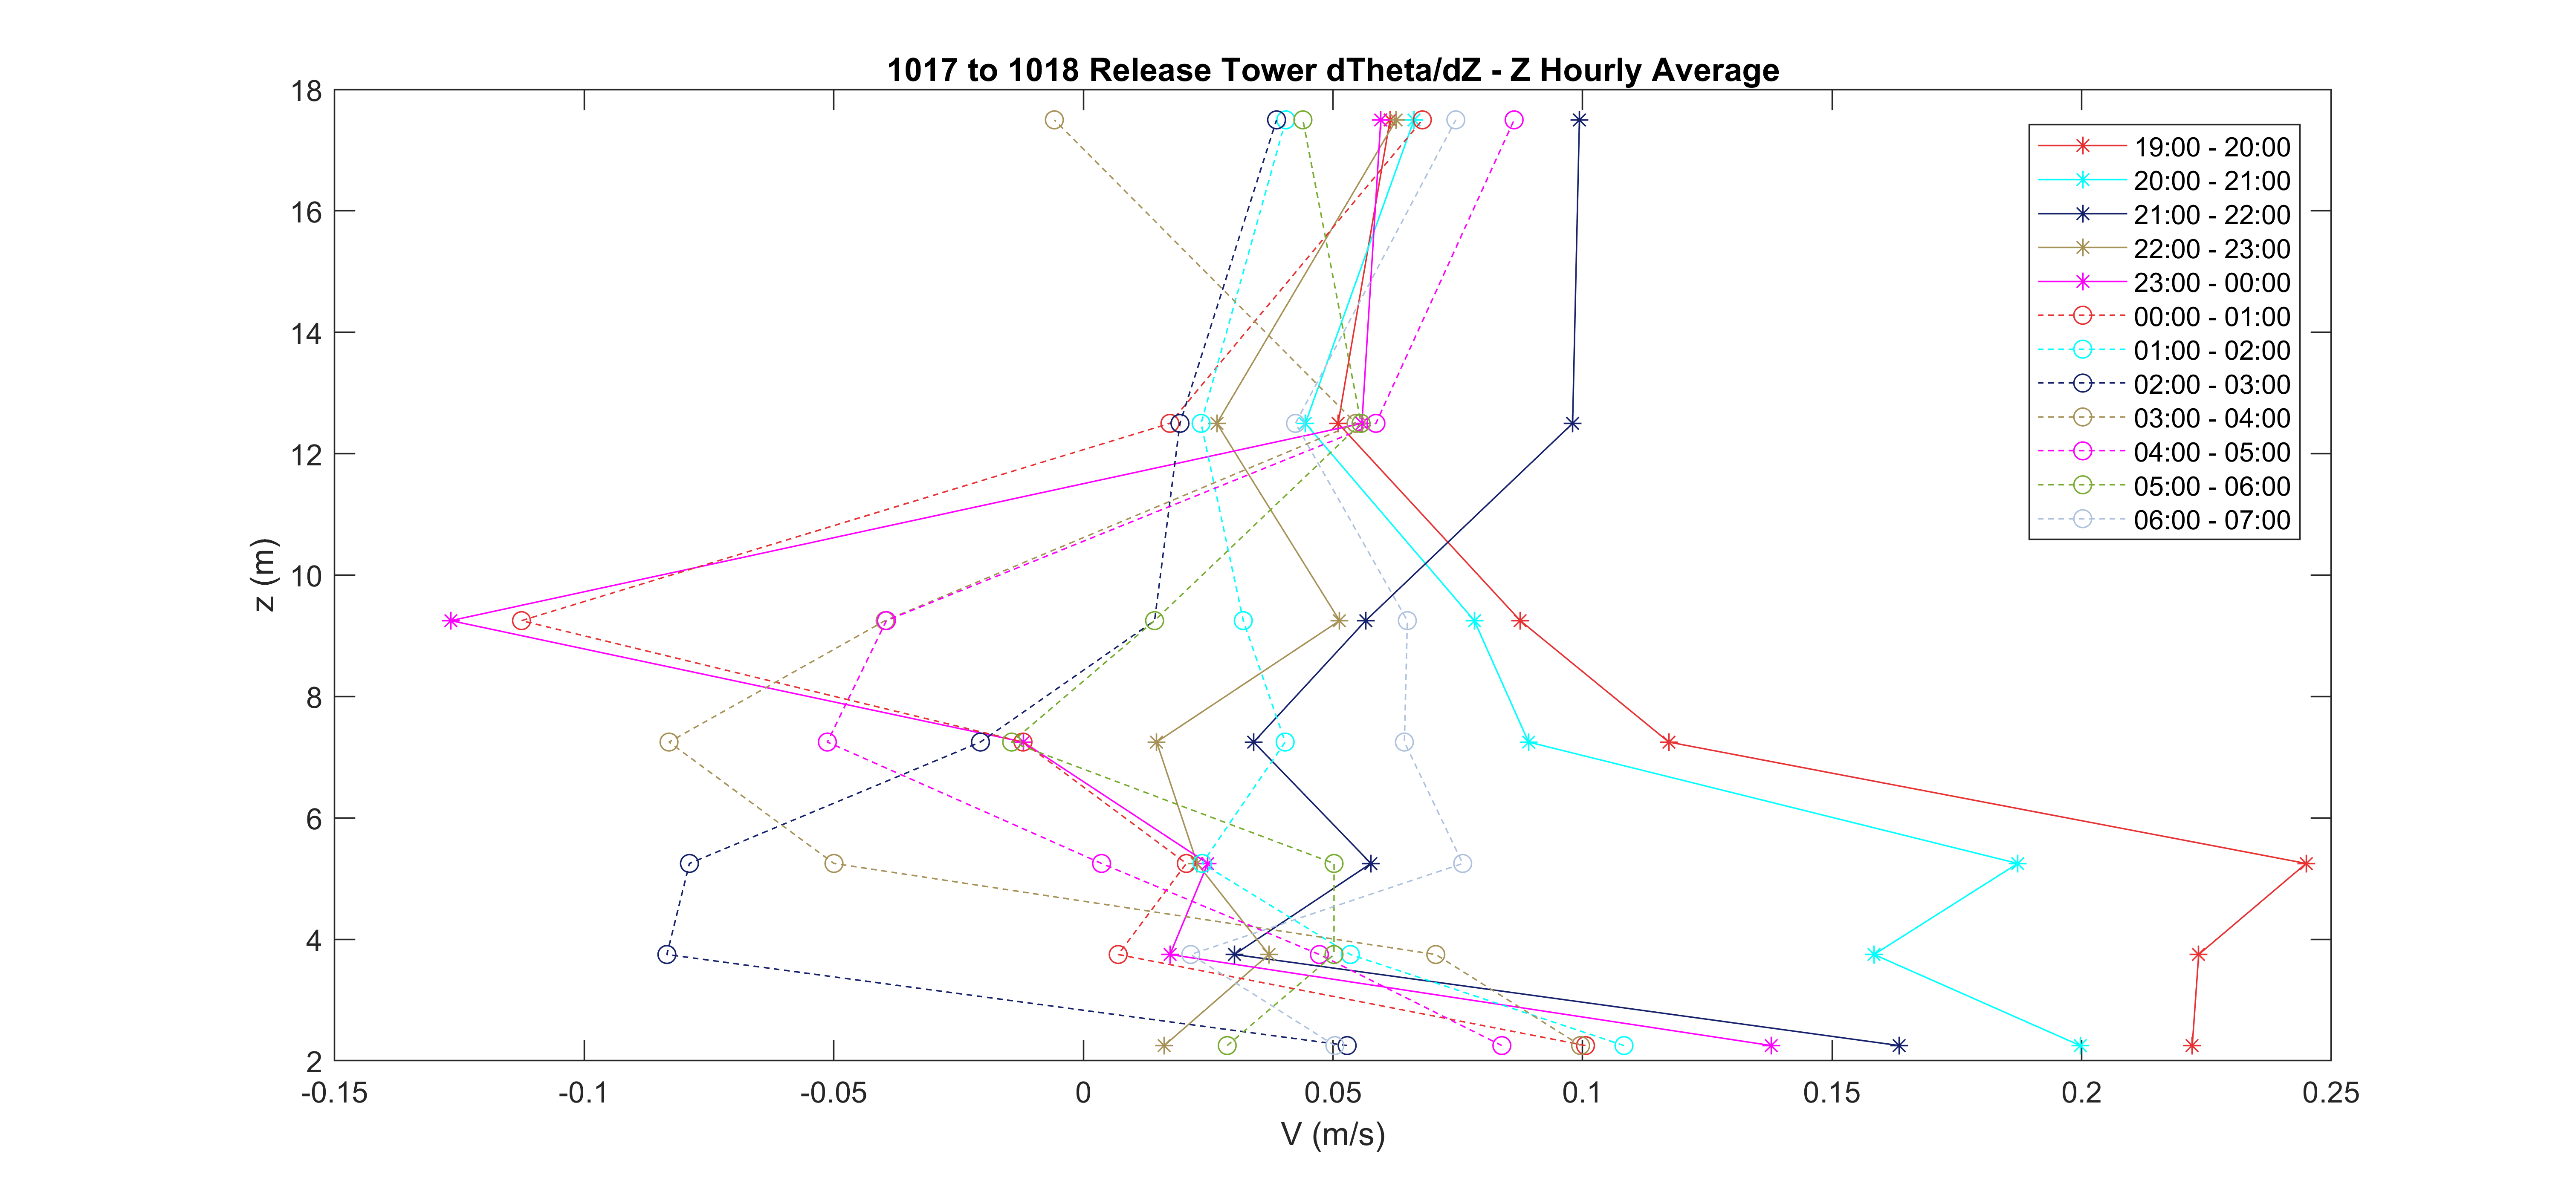 1017 to 1018 Release Tower dTheta/dZ - Z Hourly Average
18
16
14
12
10
8
6
4
2
z (m)
19:00 - 20:00
20:00 - 21:00
21:00 - 22:00
22:00 - 23:00
23:00 - 00:00
00:00 - 01:00
01:00 - 02:00
02:00 - 03:00
03:00 - 04:00
04:00 - 05:00
05:00 - 06:00
06:00 - 07:00
-0.15 -0.1 -0.05 0 0.05 0.1 0.15 0.2 0.25
V (m/s)